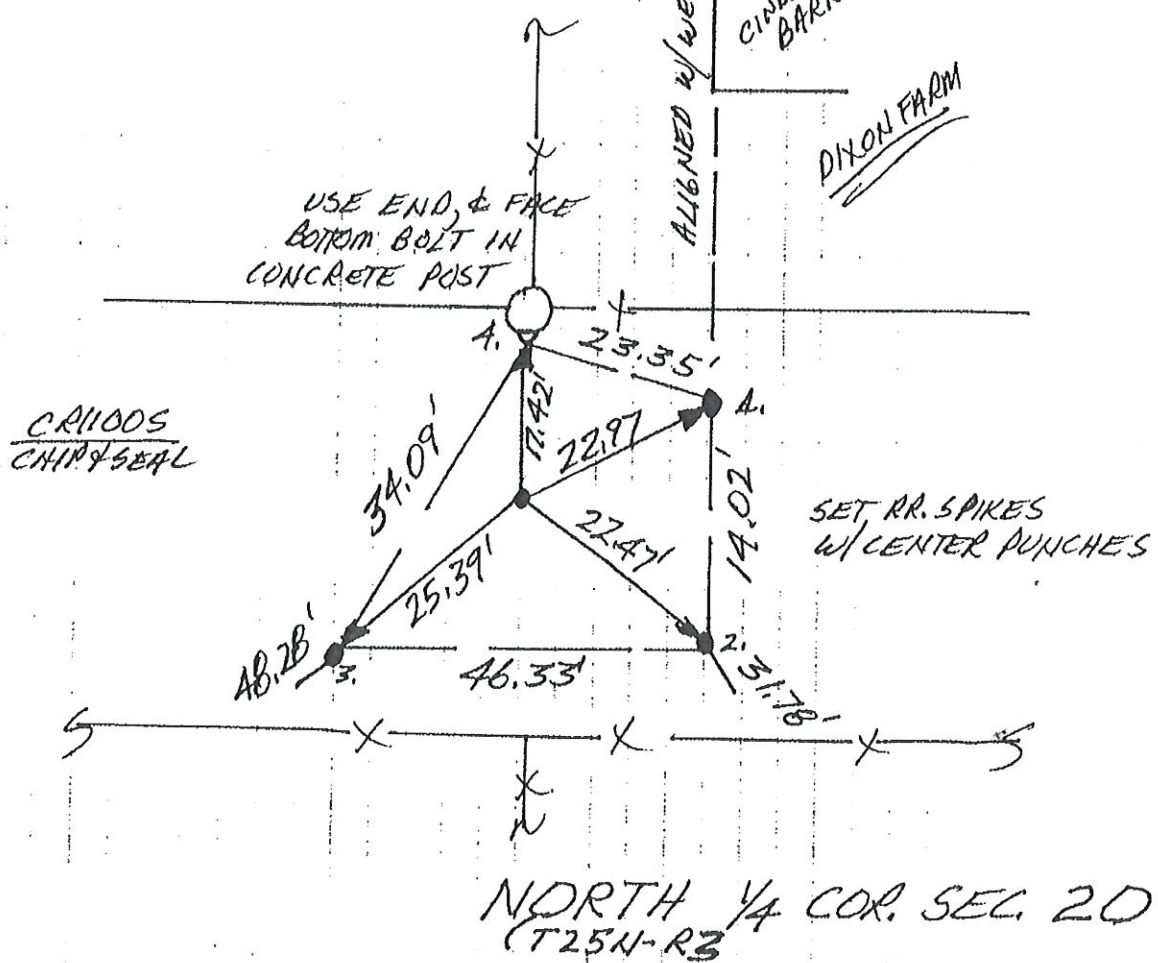 CINDER
BARN
ALIGNED W/ WE
DIXON FARM
USE END, & FACE
BOTTOM BOLT IN
CONCRETE POST
4.
23.35'
1.
17.42'
22.97
CR1100S
CHIP & SEAL
34.09'
14.02'
SET RR. SPIKES
W/ CENTER PUNCHES
22.47'
25.39'
48.28'
3.
46.33'
2.
31.78'
NORTH 1/4 COR. SEC. 20
(T25N-R3